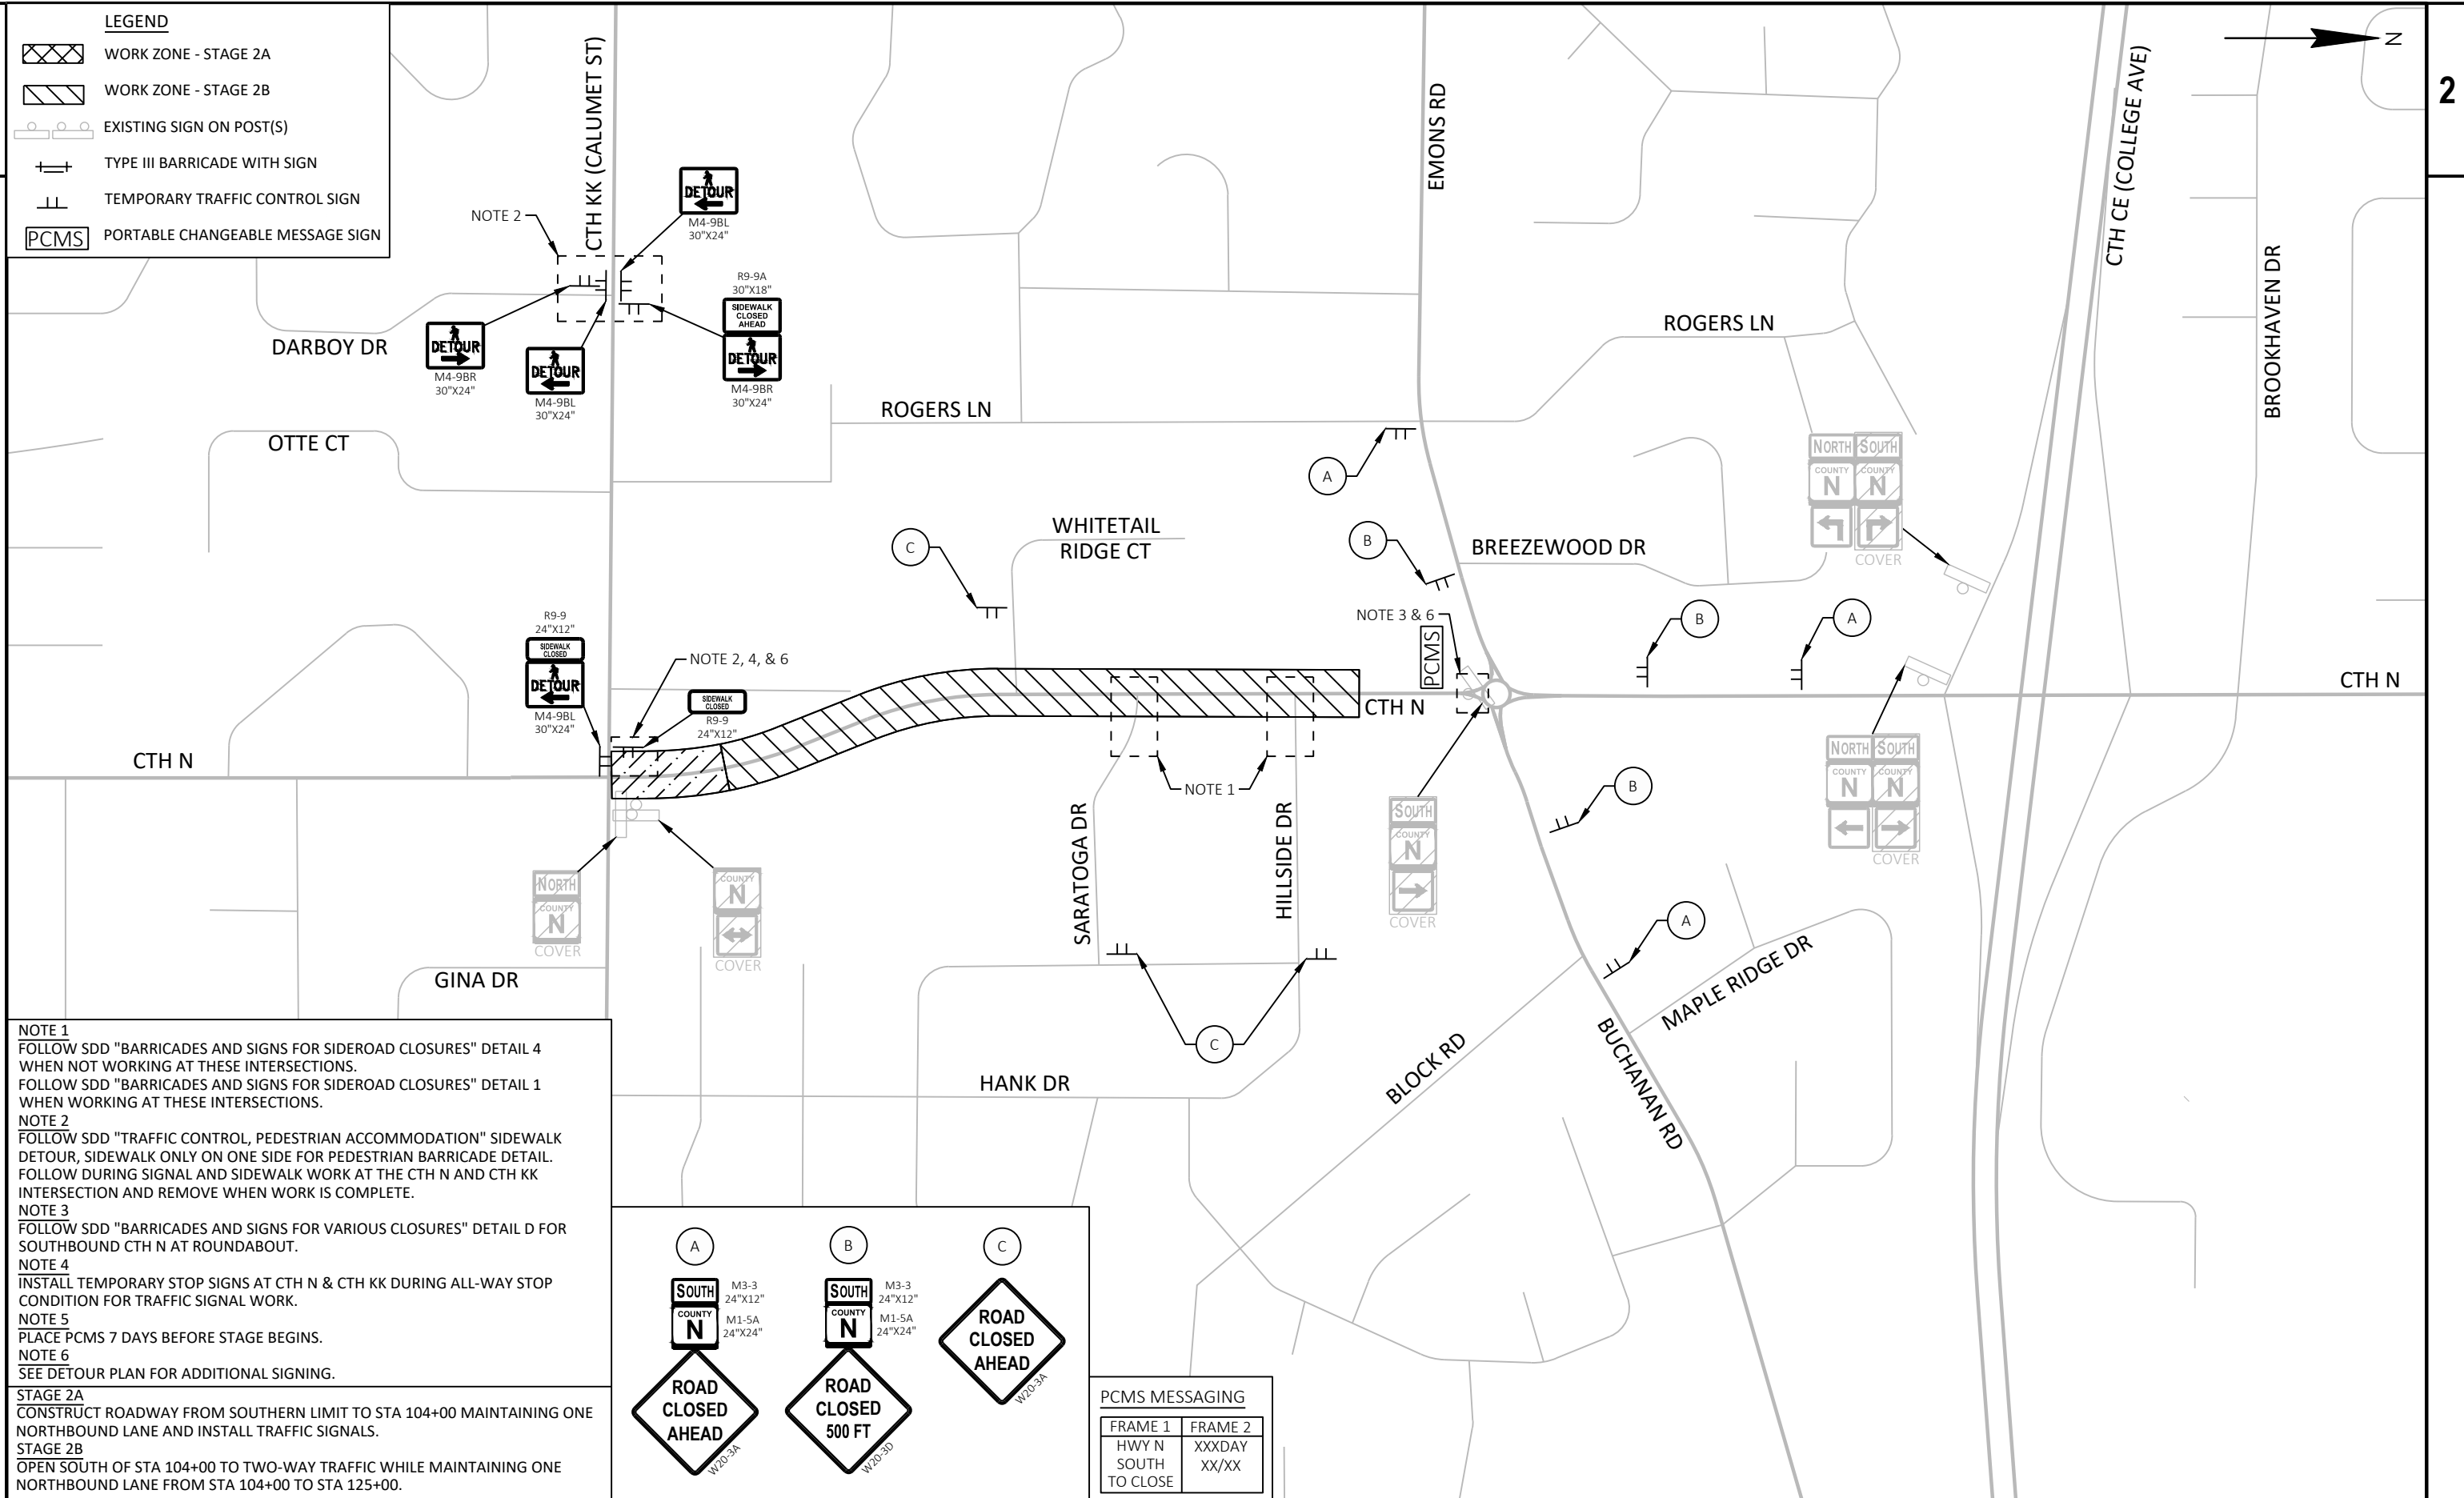 LEGEND
WORK ZONE - STAGE 2A
WORK ZONE - STAGE 2B
EXISTING SIGN ON POST(S)
TYPE III BARRICADE WITH SIGN
TEMPORARY TRAFFIC CONTROL SIGN
PCMS PORTABLE CHANGEABLE MESSAGE SIGN
CTH KK (CALUMET ST)
EMONS RD
CTH CE (COLLEGE AVE)
BROOKHAVEN DR
N
2
NOTE 2
DETOUR
M4-9BL
30"X24"
DARBOY DR
DETOUR
M4-9BR
30"X24"
DETOUR
M4-9BL
30"X24"
R9-9A
30"X18"
SIDEWALK
CLOSED
AHEAD
DETOUR
M4-9BR
30"X24"
OTTE CT
ROGERS LN
ROGERS LN
A
B
C
WHITETAIL
RIDGE CT
BREEZEWOOD DR
NORTH SOUTH
COUNTY COUNTY
N N
COVER
B
A
NOTE 3 & 6
PCMS
R9-9
24"X12"
SIDEWALK
CLOSED
DETOUR
M4-9BL
30"X24"
NOTE 2, 4, & 6
SIDEWALK
CLOSED
R9-9
24"X12"
CTH N
CTH N
CTH N
NOTE 1
SARATOGA DR
HILLSIDE DR
B
A
NORTH
COUNTY
N
COVER
COUNTY
N
COVER
SOUTH
COUNTY
N
COVER
NORTH SOUTH
COUNTY COUNTY
N N
COVER
GINA DR
C
HANK DR
BLOCK RD
BUCHANAN RD
MAPLE RIDGE DR
NOTE 1
FOLLOW SDD "BARRICADES AND SIGNS FOR SIDEROAD CLOSURES" DETAIL 4
WHEN NOT WORKING AT THESE INTERSECTIONS.
FOLLOW SDD "BARRICADES AND SIGNS FOR SIDEROAD CLOSURES" DETAIL 1
WHEN WORKING AT THESE INTERSECTIONS.
NOTE 2
FOLLOW SDD "TRAFFIC CONTROL, PEDESTRIAN ACCOMMODATION" SIDEWALK
DETOUR, SIDEWALK ONLY ON ONE SIDE FOR PEDESTRIAN BARRICADE DETAIL.
FOLLOW DURING SIGNAL AND SIDEWALK WORK AT THE CTH N AND CTH KK
INTERSECTION AND REMOVE WHEN WORK IS COMPLETE.
NOTE 3
FOLLOW SDD "BARRICADES AND SIGNS FOR VARIOUS CLOSURES" DETAIL D FOR
SOUTHBOUND CTH N AT ROUNDABOUT.
NOTE 4
INSTALL TEMPORARY STOP SIGNS AT CTH N & CTH KK DURING ALL-WAY STOP
CONDITION FOR TRAFFIC SIGNAL WORK.
NOTE 5
PLACE PCMS 7 DAYS BEFORE STAGE BEGINS.
NOTE 6
SEE DETOUR PLAN FOR ADDITIONAL SIGNING.
STAGE 2A
CONSTRUCT ROADWAY FROM SOUTHERN LIMIT TO STA 104+00 MAINTAINING ONE
NORTHBOUND LANE AND INSTALL TRAFFIC SIGNALS.
STAGE 2B
OPEN SOUTH OF STA 104+00 TO TWO-WAY TRAFFIC WHILE MAINTAINING ONE
NORTHBOUND LANE FROM STA 104+00 TO STA 125+00.
A
SOUTH
COUNTY
N
M3-3
24"X12"
M1-5A
24"X24"
ROAD
CLOSED
AHEAD
W20-3A
B
SOUTH
COUNTY
N
M3-3
24"X12"
M1-5A
24"X24"
ROAD
CLOSED
500 FT
W20-3D
C
ROAD
CLOSED
AHEAD
W20-3A
PCMS MESSAGING
FRAME 1 FRAME 2
HWY N XXXDAY
SOUTH XX/XX
TO CLOSE